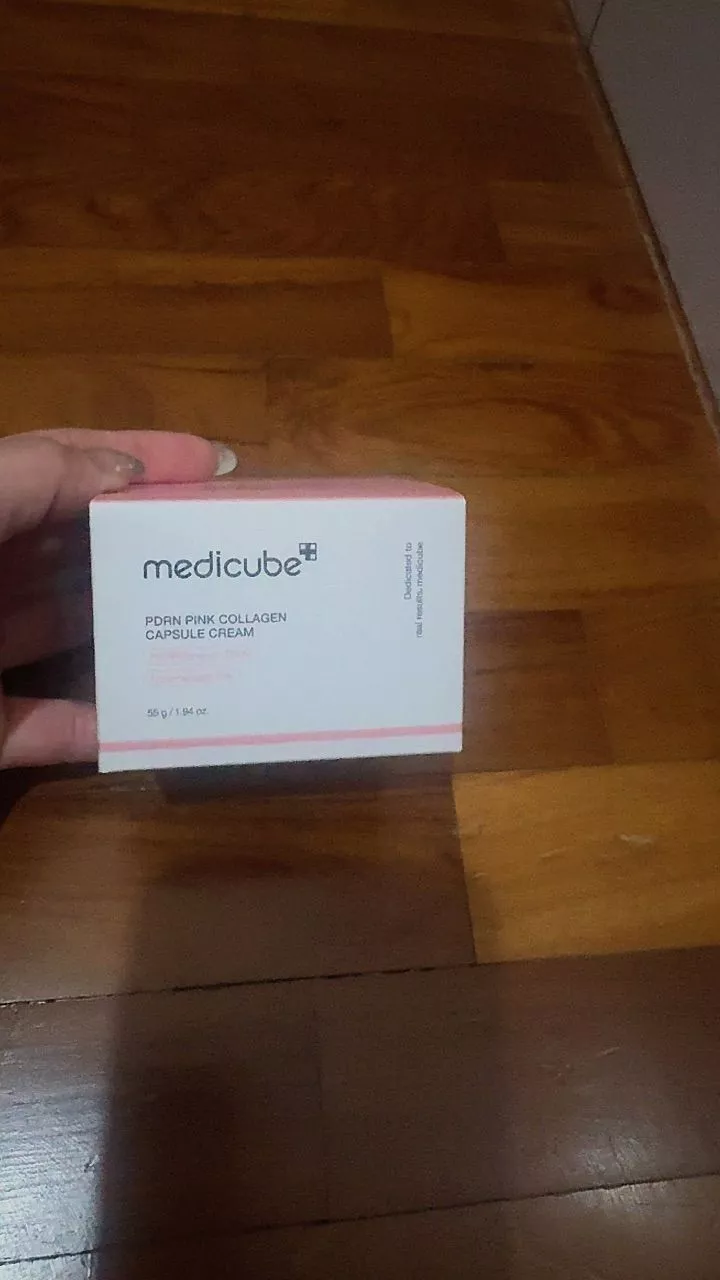 medicube
PDRN PINK COLLAGEN
CAPSULE CREAM
55 g / 1.94 oz.
Dedicated to
real results, medicube